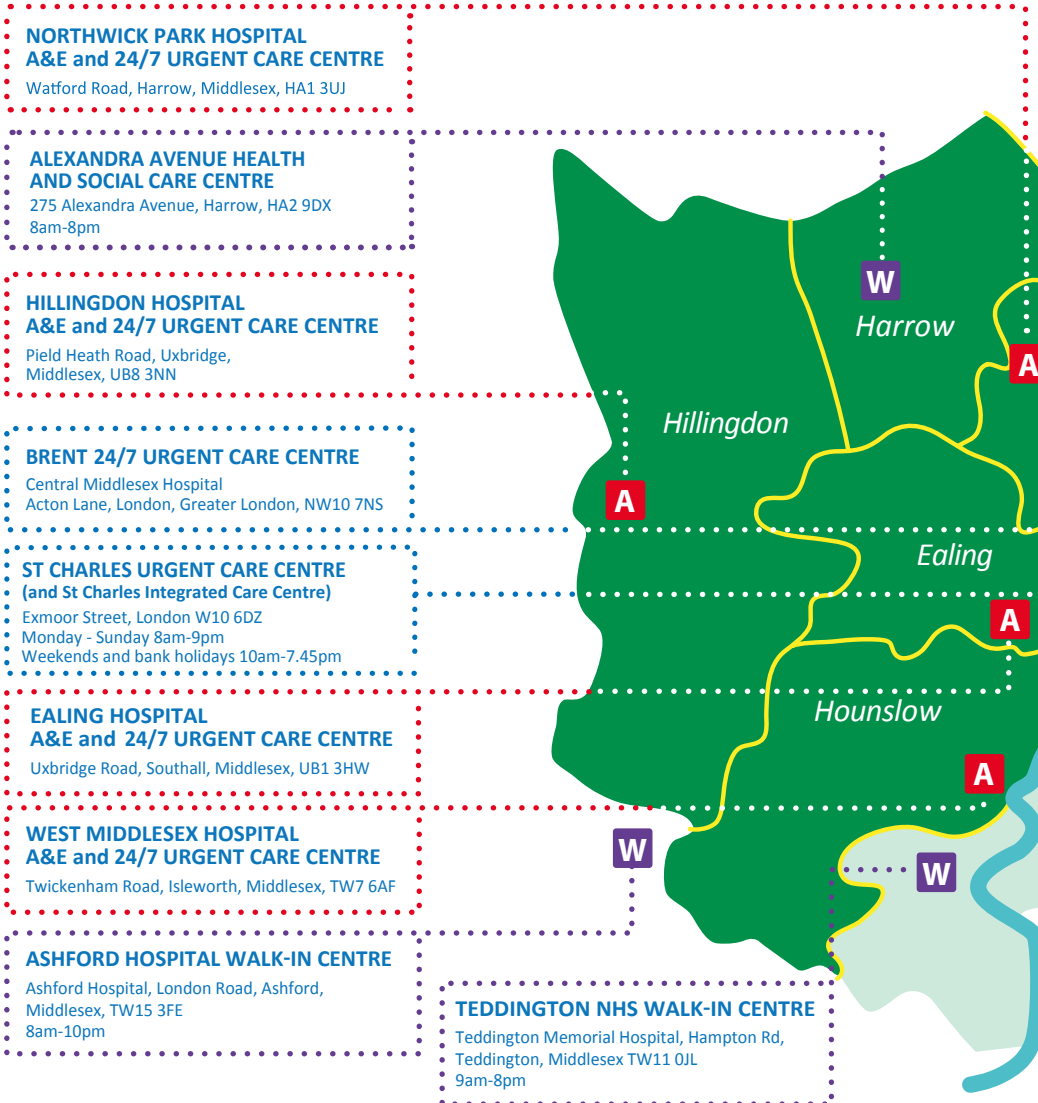 NORTHWICK PARK HOSPITAL
A&E and 24/7 URGENT CARE CENTRE
Watford Road, Harrow, Middlesex, HA1 3UJ
ALEXANDRA AVENUE HEALTH
AND SOCIAL CARE CENTRE
275 Alexandra Avenue, Harrow, HA2 9DX
8am-8pm
HILLINGDON HOSPITAL
A&E and 24/7 URGENT CARE CENTRE
Pield Heath Road, Uxbridge,
Middlesex, UB8 3NN
BRENT 24/7 URGENT CARE CENTRE
Central Middlesex Hospital
Acton Lane, London, Greater London, NW10 7NS
ST CHARLES URGENT CARE CENTRE
(and St Charles Integrated Care Centre)
Exmoor Street, London W10 6DZ
Monday - Sunday 8am-9pm
Weekends and bank holidays 10am-7.45pm
EALING HOSPITAL
A&E and 24/7 URGENT CARE CENTRE
Uxbridge Road, Southall, Middlesex, UB1 3HW
WEST MIDDLESEX HOSPITAL
A&E and 24/7 URGENT CARE CENTRE
Twickenham Road, Isleworth, Middlesex, TW7 6AF
ASHFORD HOSPITAL WALK-IN CENTRE
Ashford Hospital, London Road, Ashford,
Middlesex, TW15 3FE
8am-10pm
TEDDINGTON NHS WALK-IN CENTRE
Teddington Memorial Hospital, Hampton Rd,
Teddington, Middlesex TW11 0JL
9am-8pm
W
Harrow
A
Hillingdon
A
Ealing
A
Hounslow
A
W
W